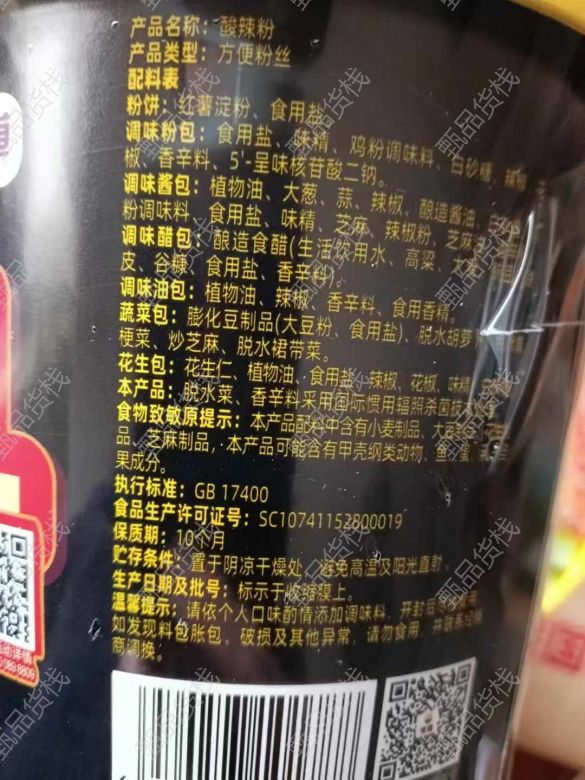 产品名称：酸辣粉
产品类型：方便粉丝
配料表
粉饼：红薯淀粉、食用盐
调味粉包：食用盐、味精、鸡粉调味料、白砂糖、辣
椒、香辛料、5'-呈味核苷酸二钠。
调味酱包：植物油、大葱、蒜、辣椒、酿造酱油、
粉调味料、食用盐、味精、芝麻、辣椒粉、芝麻
调味醋包：酿造食醋(生活饮用水、高粱、大
皮、谷糠、食用盐、香辛料)。
调味油包：植物油、辣椒、香辛料、食用香精。
蔬菜包：膨化豆制品(大豆粉、食用盐)、脱水胡萝
梗菜、炒芝麻、脱水裙带菜。
花生包：花生仁、植物油、食用盐、辣椒、花椒、味精、
本产品：脱水菜、香辛料采用国际惯用辐照杀菌技术
食物致敏原提示：本产品配料中含有小麦制品、大豆
品、芝麻制品，本产品可能含有甲壳纲类动物、鱼、蛋、
果成分。
执行标准：GB 17400
食品生产许可证号：SC10741152800019
保质期：10个月
贮存条件：置于阴凉干燥处，避免高温及阳光直射。
生产日期及批号：标示于收缩膜上。
温馨提示：请依个人口味酌情添加调味料，开封后
如发现料包胀包、破损及其他异常，请勿食用，并联系
商调换。
动详情
0 089 8809
道
国
甄品货栈